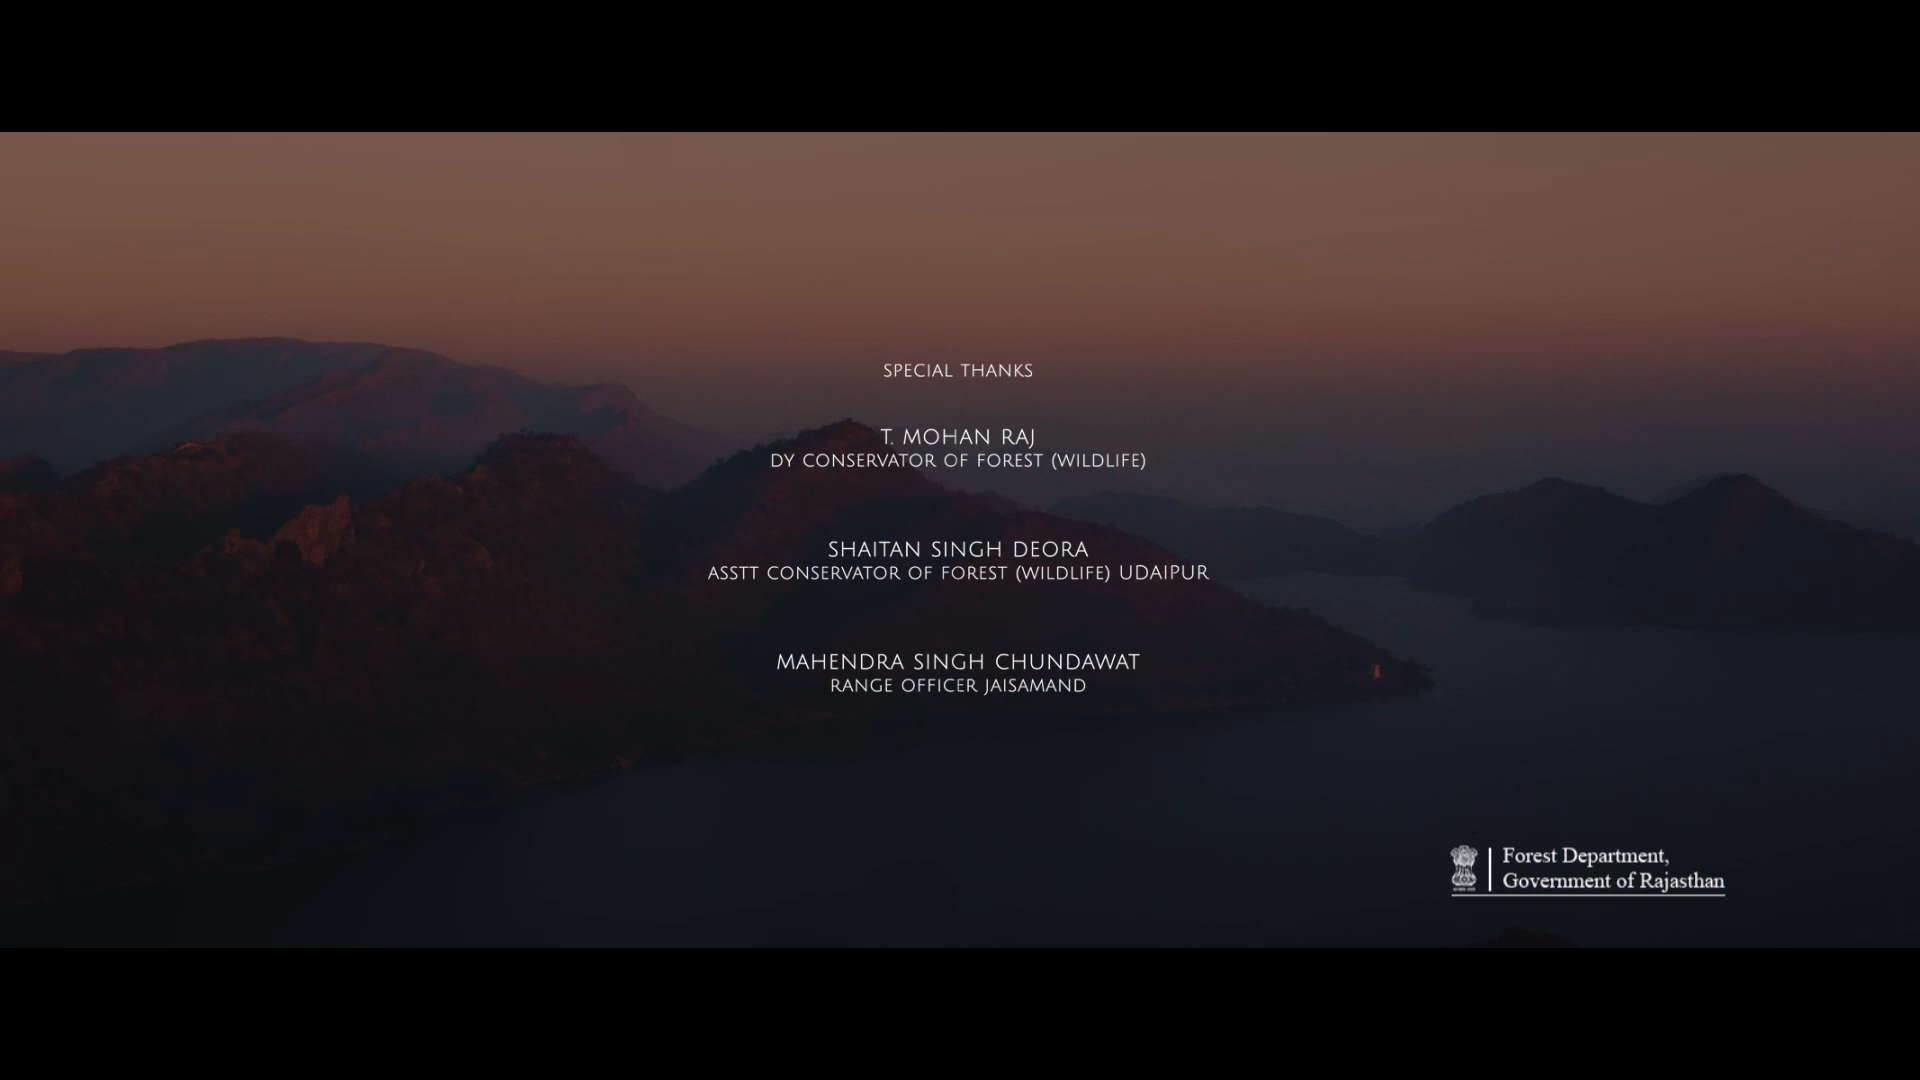 SPECIAL THANKS
T. MOHAN RAJ
DY CONSERVATOR OF FOREST (WILDLIFE)
SHAITAN SINGH DEORA
ASSTT CONSERVATOR OF FOREST (WILDLIFE) UDAIPUR
MAHENDRA SINGH CHUNDAWAT
RANGE OFFICER JAISAMAND
Forest Department,
Government of Rajasthan